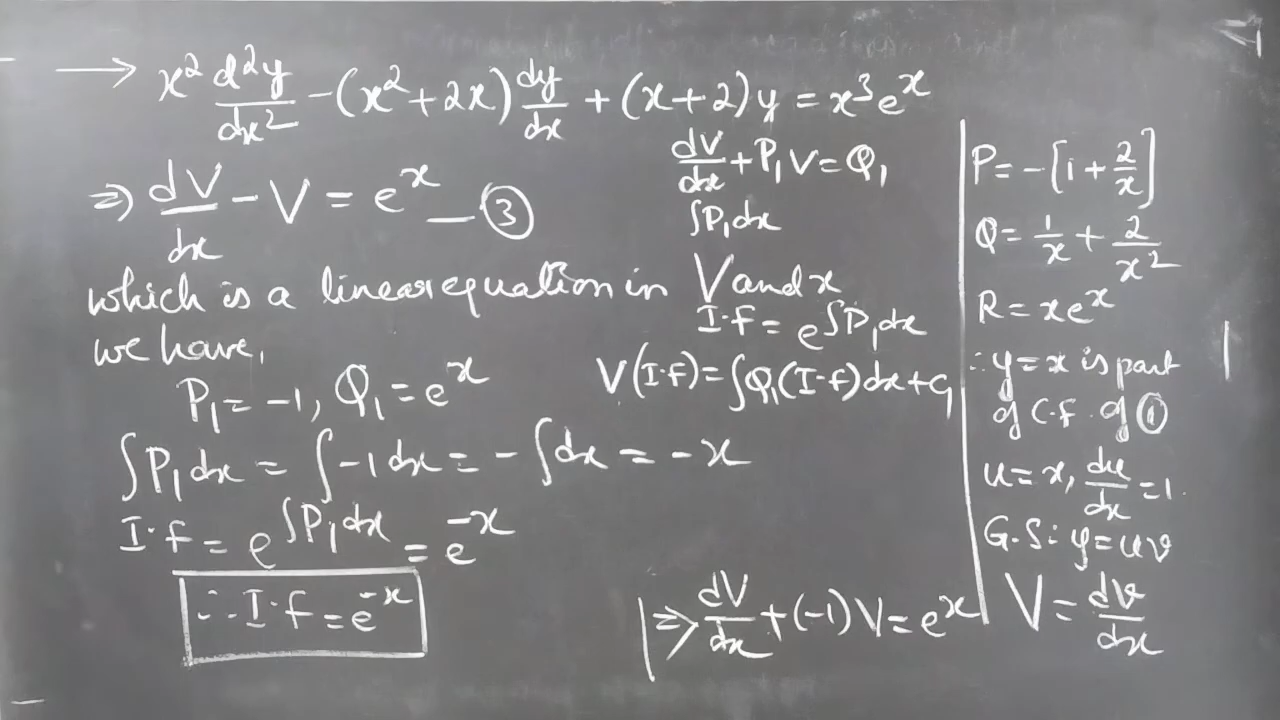 → x² d²y/dx² - (x² + 2x) dy/dx + (x+2)y = x³eˣ
⇒ dV/dx - V = eˣ — ③
which is a linear equation in V and x
we have,
P₁ = -1, Q₁ = eˣ
∫P₁dx = ∫-1 dx = -∫dx = -x
I.f = e^∫P₁dx = e^-x
∴ I.f = e^-x
dV/dx + P₁V = Q₁
∫P₁dx
I.f = e^∫P₁dx
V(I.f) = ∫Q₁(I.f)dx + c₁
⇒ dV/dx + (-1)V = eˣ
P = -[1 + 2/x]
Q = 1/x + 2/x²
R = xeˣ
∴ y = x is part
of C.f of ①
u = x, du/dx = 1.
G.S: y = uv
V = dv/dx